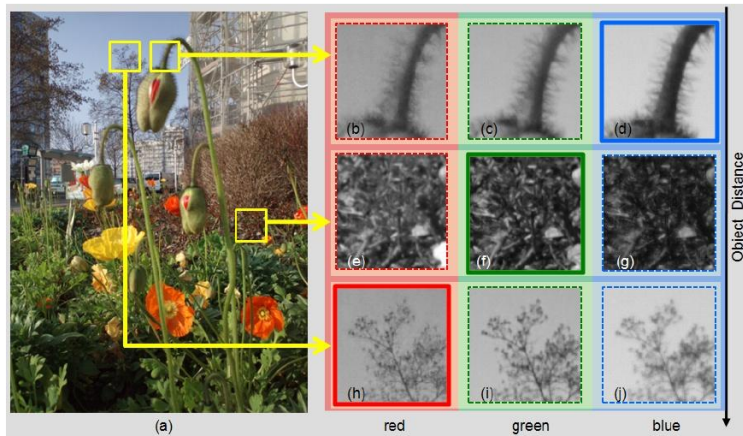 (b)
(c)
(d)
(e)
(f)
(g)
(h)
(i)
(j)
Object Distance
(a)
red
green
blue